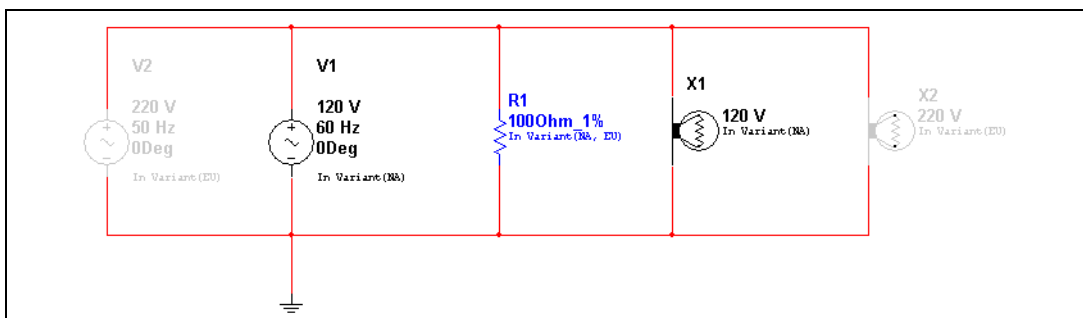 V2
220 V
50 Hz
0Deg
In Variant(EU)
V1
120 V
60 Hz
0Deg
In Variant(NA)
R1
100Ohm_1%
In Variant(NA, EU)
X1
120 V
In Variant(NA)
X2
220 V
In Variant(EU)